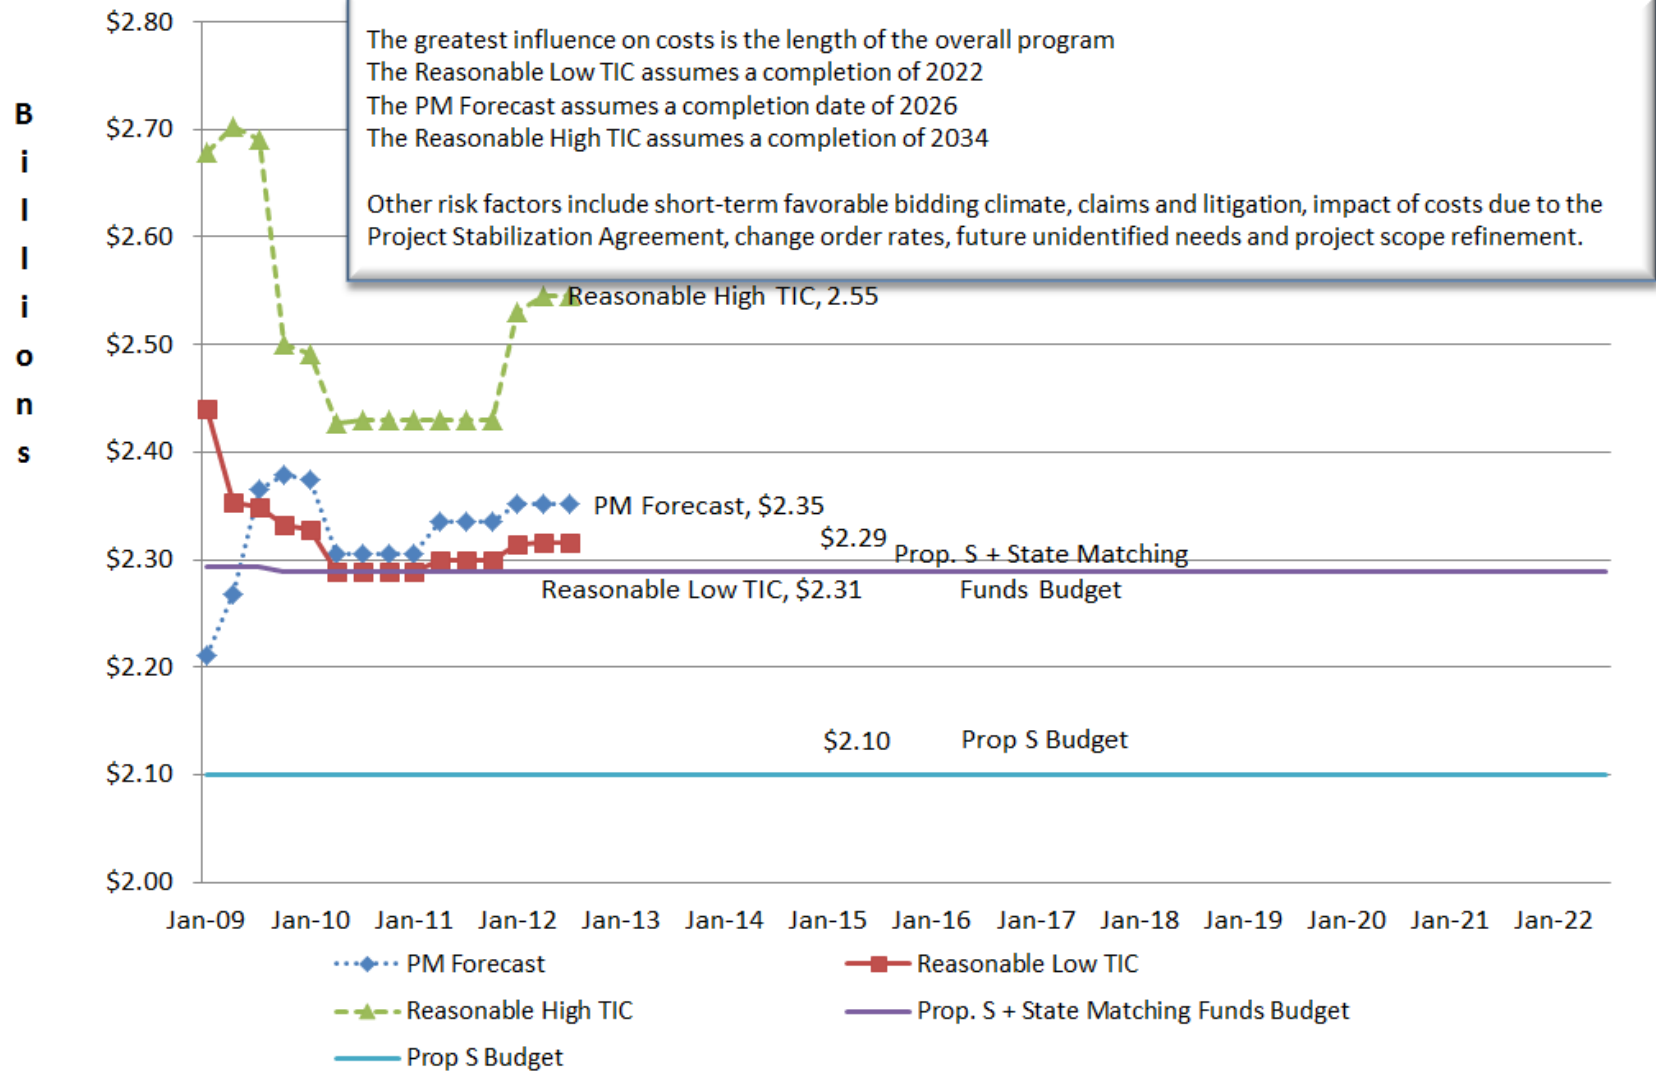 The greatest influence on costs is the length of the overall program
The Reasonable Low TIC assumes a completion of 2022
The PM Forecast assumes a completion date of 2026
The Reasonable High TIC assumes a completion of 2034
Other risk factors include short-term favorable bidding climate, claims and litigation, impact of costs due to the
Project Stabilization Agreement, change order rates, future unidentified needs and project scope refinement.
Billions
$2.80
$2.70
$2.60
$2.50
$2.40
$2.30
$2.20
$2.10
$2.00
Reasonable High TIC, 2.55
PM Forecast, $2.35
$2.29
Prop. S + State Matching
Funds Budget
Reasonable Low TIC, $2.31
$2.10
Prop S Budget
Jan-09 Jan-10 Jan-11 Jan-12 Jan-13 Jan-14 Jan-15 Jan-16 Jan-17 Jan-18 Jan-19 Jan-20 Jan-21 Jan-22
PM Forecast
Reasonable Low TIC
Reasonable High TIC
Prop. S + State Matching Funds Budget
Prop S Budget